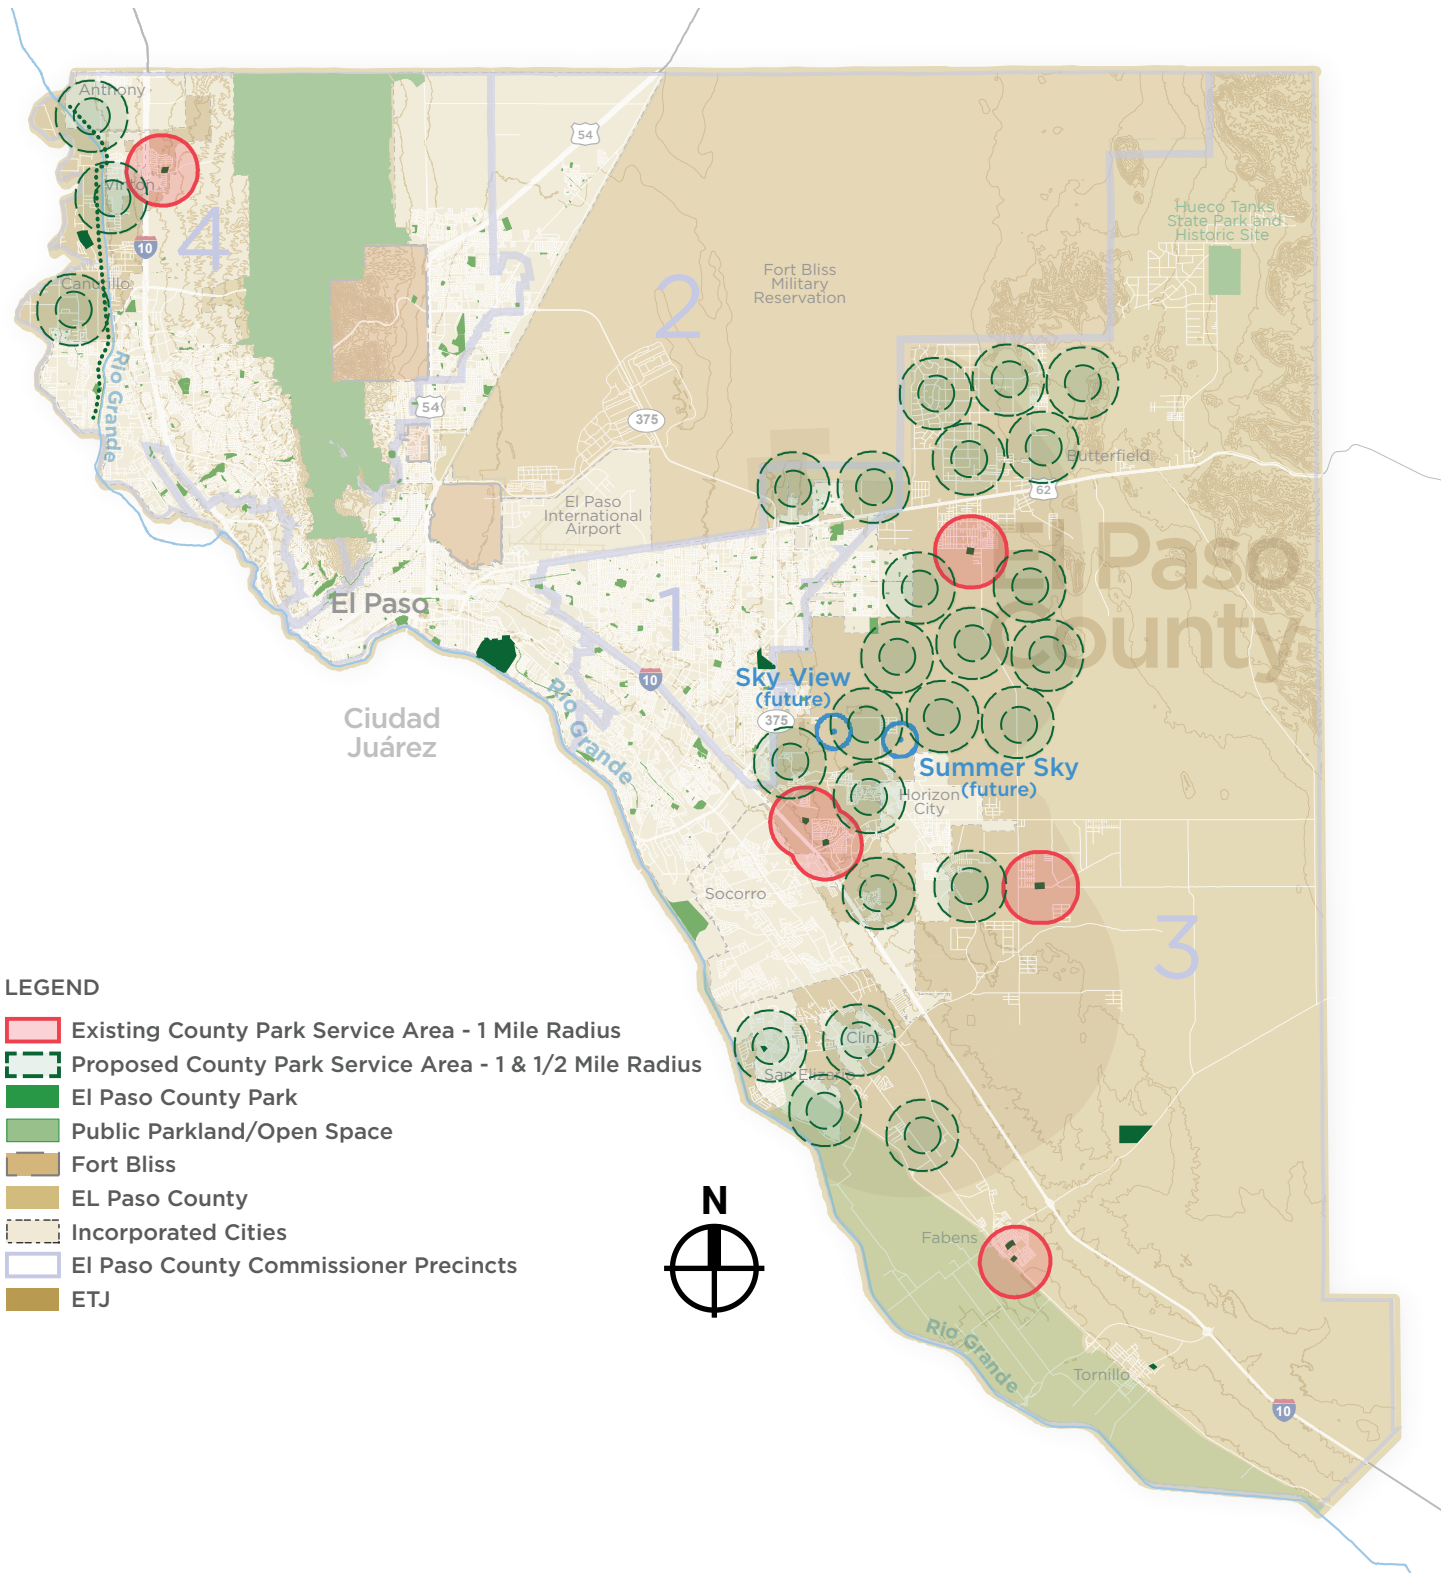 Anthony
54
Vinton
10
4
Canutillo
Rio Grande
Hueco Tanks
State Park and
Historic Site
Fort Bliss
Military
Reservation
2
54
375
Butterfield
62
El Paso
International
Airport
El Paso
County
El Paso
1
10
Rio Grande
Ciudad
Juárez
Sky View
(future)
375
Summer Sky
(future)
Horizon
City
Socorro
3
Clint
San Elizario
Fabens
Rio Grande
Tornillo
10
N
LEGEND
Existing County Park Service Area - 1 Mile Radius
Proposed County Park Service Area - 1 & 1/2 Mile Radius
El Paso County Park
Public Parkland/Open Space
Fort Bliss
EL Paso County
Incorporated Cities
El Paso County Commissioner Precincts
ETJ